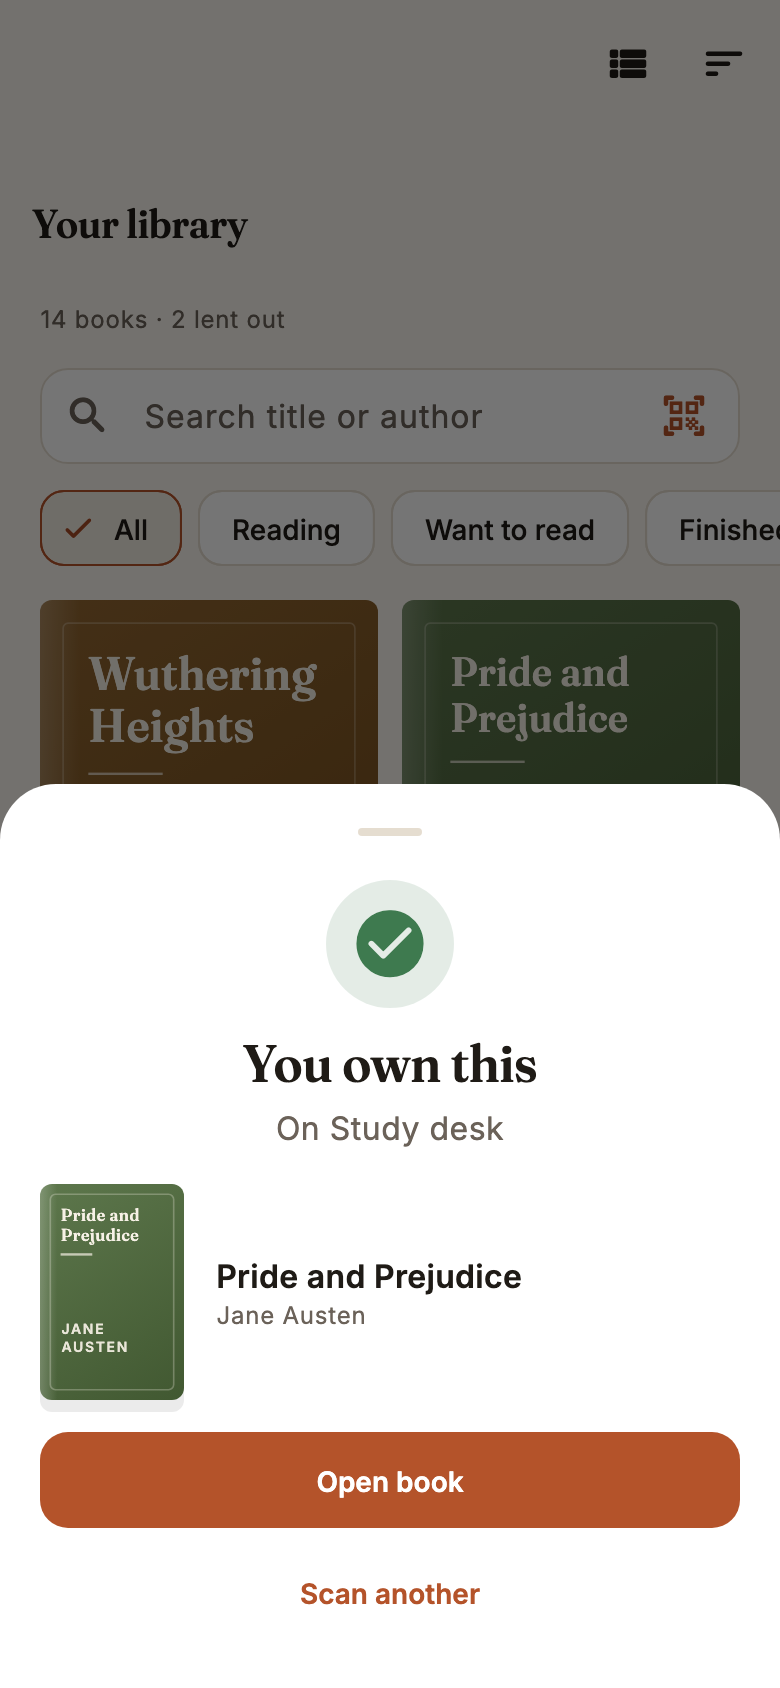 Your library
14 books · 2 lent out
Search title or author
All
Reading
Want to read
Finished
Wuthering
Heights
Pride and
Prejudice
You own this
On Study desk
Pride and
Prejudice
JANE
AUSTEN
Pride and Prejudice
Jane Austen
Open book
Scan another